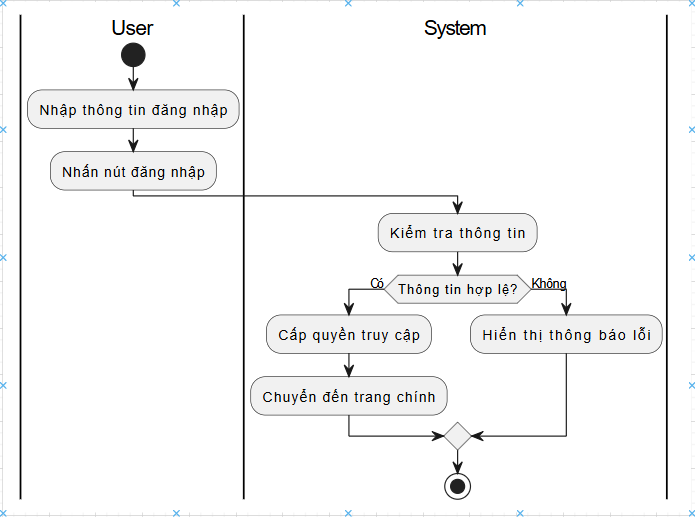 User
System
Nhập thông tin đăng nhập
Nhấn nút đăng nhập
Kiểm tra thông tin
Có
Thông tin hợp lệ?
Không
Cấp quyền truy cập
Hiển thị thông báo lỗi
Chuyển đến trang chính